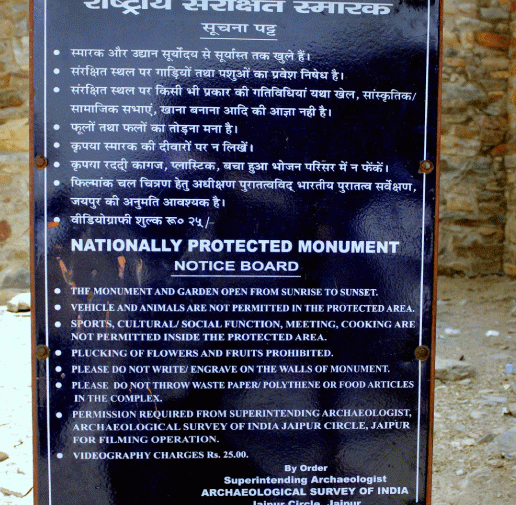 राष्ट्रीय संरक्षित स्मारक
सूचना पट्ट
• स्मारक और उद्यान सूर्योदय से सूर्यास्त तक खुले हैं।
• संरक्षित स्थल पर गाड़ियों तथा पशुओं का प्रवेश निषेध है।
• संरक्षित स्थल पर किसी भी प्रकार की गतिविधियां यथा खेल, सांस्कृतिक/
सामाजिक सभाएं, खाना बनाना आदि की आज्ञा नही है।
• फूलों तथा फलों का तोड़ना मना है।
• कृपया स्मारक की दीवारों पर न लिखें।
• कृपया रददी कागज, प्लास्टिक, बचा हुआ भोजन परिसर में न फेंकें।
• फिल्मांक चल चित्रण हेतु अधीक्षण पुरातत्वविद् भारतीय पुरातत्व सर्वेक्षण,
जयपुर की अनुमति आवश्यक है।
• वीडियोग्राफी शुल्क रू० २५/-
NATIONALLY PROTECTED MONUMENT
NOTICE BOARD
• THE MONUMENT AND GARDEN OPEN FROM SUNRISE TO SUNSET.
• VEHICLE AND ANIMALS ARE NOT PERMITTED IN THE PROTECTED AREA.
• SPORTS, CULTURAL/ SOCIAL FUNCTION, MEETING, COOKING ARE
NOT PERMITTED INSIDE THE PROTECTED AREA.
• PLUCKING OF FLOWERS AND FRUITS PROHIBITED.
• PLEASE DO NOT WRITE/ ENGRAVE ON THE WALLS OF MONUMENT.
• PLEASE DO NOT THROW WASTE PAPER/ POLYTHENE OR FOOD ARTICLES
IN THE COMPLEX.
• PERMISSION REQUIRED FROM SUPERINTENDING ARCHAEOLOGIST,
ARCHAEOLOGICAL SURVEY OF INDIA JAIPUR CIRCLE, JAIPUR
FOR FILMING OPERATION.
• VIDEOGRAPHY CHARGES Rs. 25.00.
By Order
Superintending Archaeologist
ARCHAEOLOGICAL SURVEY OF INDIA
Jaipur Circle, Jaipur